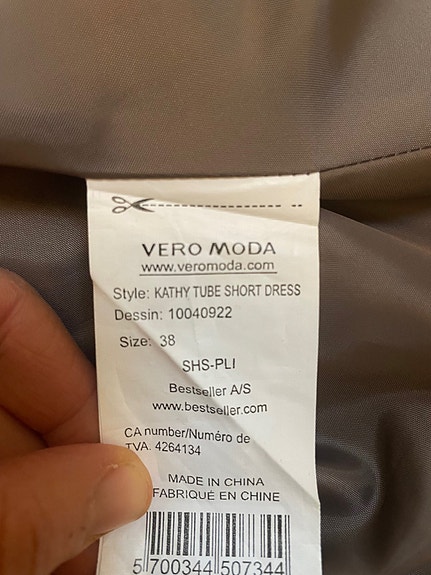 VERO MODA
www.veromoda.com
Style: KATHY TUBE SHORT DRESS
Dessin: 10040922
Size: 38
SHS-PLI
Bestseller A/S
www.bestseller.com
CA number/Numéro de
TVA. 4264134
MADE IN CHINA
FABRIQUÉ EN CHINE
5 700344 507344